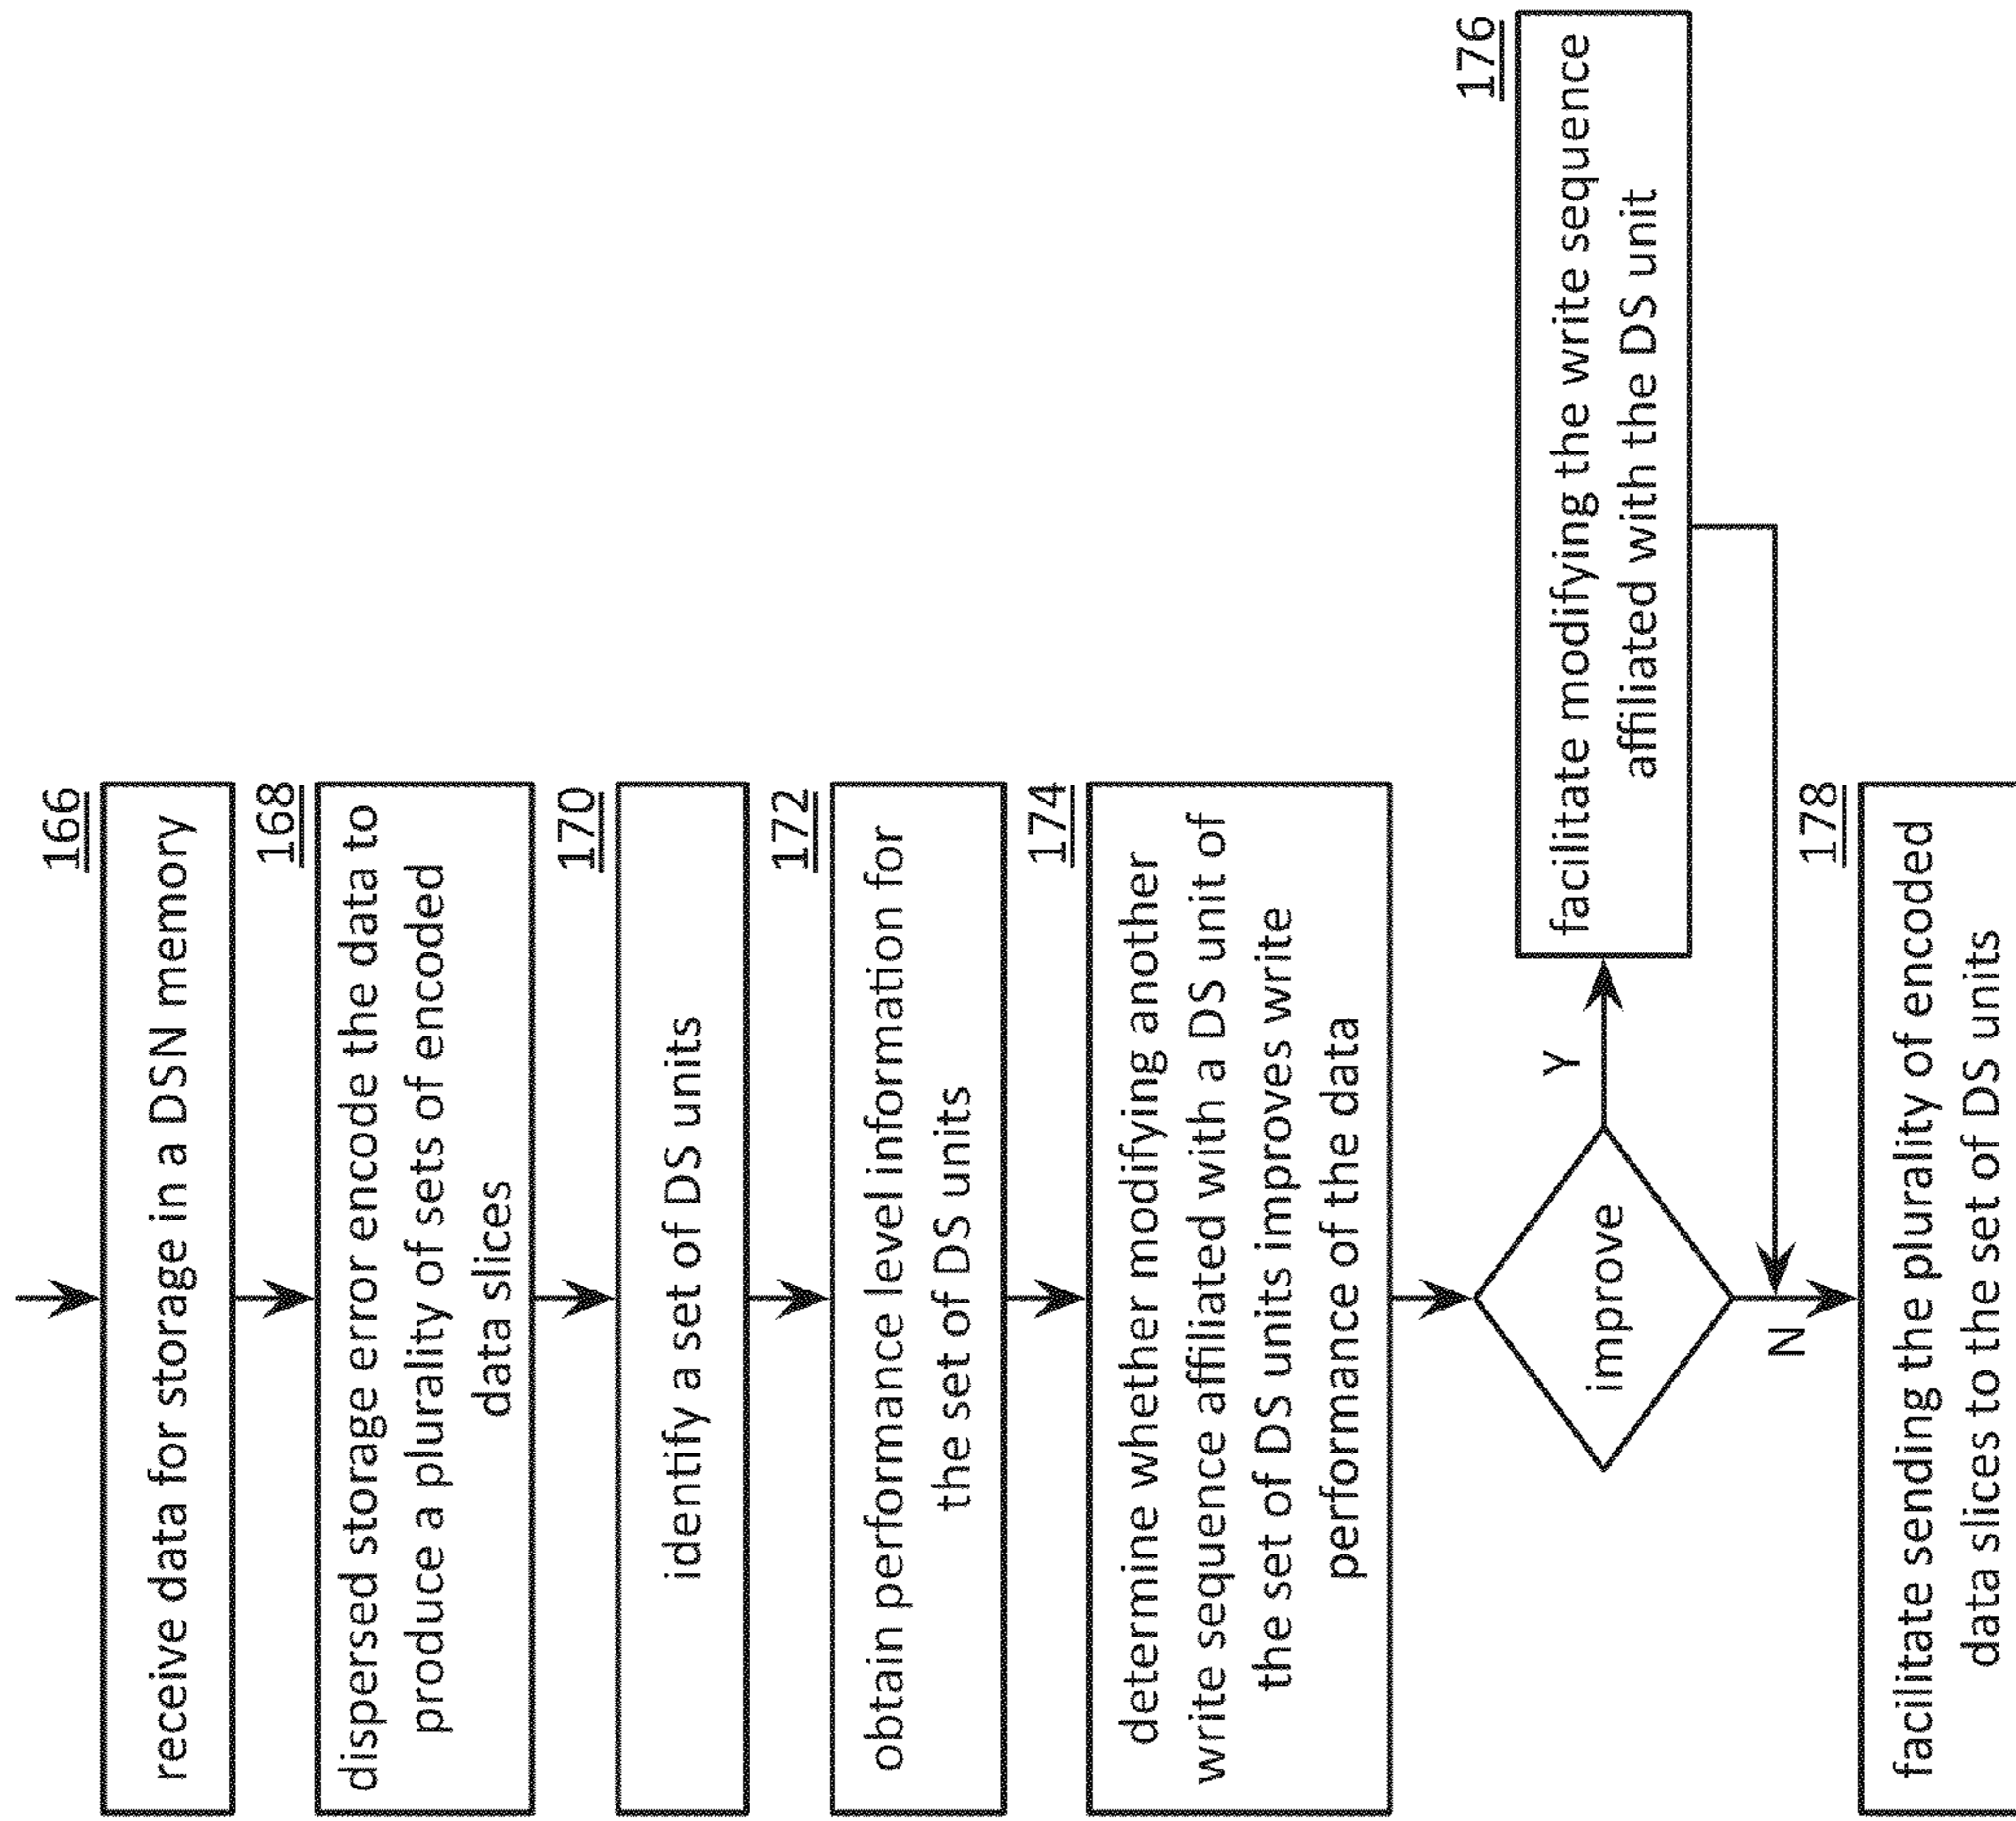 166
receive data for storage in a DSN memory
168
dispersed storage error encode the data to
produce a plurality of sets of encoded
data slices
170
identify a set of DS units
172
obtain performance level information for
the set of DS units
174
determine whether modifying another
write sequence affiliated with a DS unit of
the set of DS units improves write
performance of the data
improve
Y
176
facilitate modifying the write sequence
affiliated with the DS unit
N
178
facilitate sending the plurality of encoded
data slices to the set of DS units